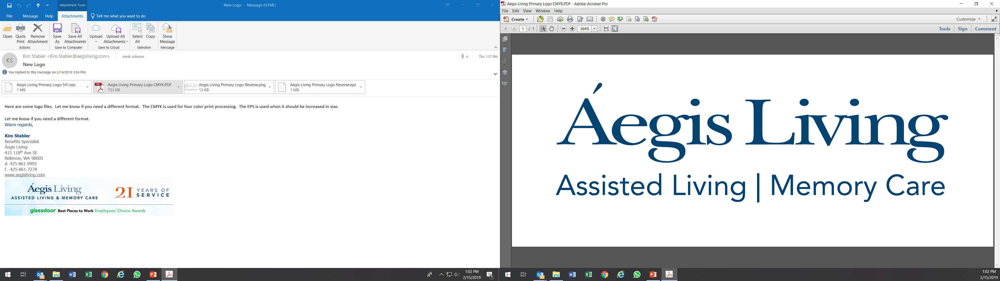 Attachment Tools
New Logo - Message (HTML)
File Message Help Attachments Tell me what you want to do
Open Quick Print Remove Attachment Save As Save All Attachments Upload Upload All Attachments Select All Copy Show Message
Actions Save to Computer Save to Cloud Selection Message
KS
Kim Stabler <Kim.Stabler@aegisliving.com> Annik Johnson 4 Thu 1:27 PM
New Logo
You replied to this message on 2/14/2019 3:54 PM.
Aegis Living Primary Logo 541.eps
1 MB
Aegis Living Primary Logo CMYK.PDF
733 KB
Aegis Living Primary Logo Reverse.png
13 KB
Aegis Living Primary Logo Reverse.eps
1 MB
Here are some logo files. Let me know if you need a different format. The CMYK is used for four color print processing. The EPS is used when it should be increased in size.
Let me know if you need a different format.
Warm regards,
Kim Stabler
Benefits Specialist
Áegis Living
415 118th Ave SE
Bellevue, WA 98005
d. 425-861-9993
f. 425-861-7278
www.aegisliving.com
Áegis Living
ASSISTED LIVING & MEMORY CARE
21 YEARS OF SERVICE
glassdoor Best Places to Work Employees' Choice Awards
1:02 PM
2/15/2019
1
Aegis Living Primary Logo CMYK.PDF - Adobe Acrobat Pro
File Edit View Window Help
Create Customize
1 / 1 364% Tools Sign Comment
Áegis Living
Assisted Living | Memory Care
1:02 PM
2/15/2019